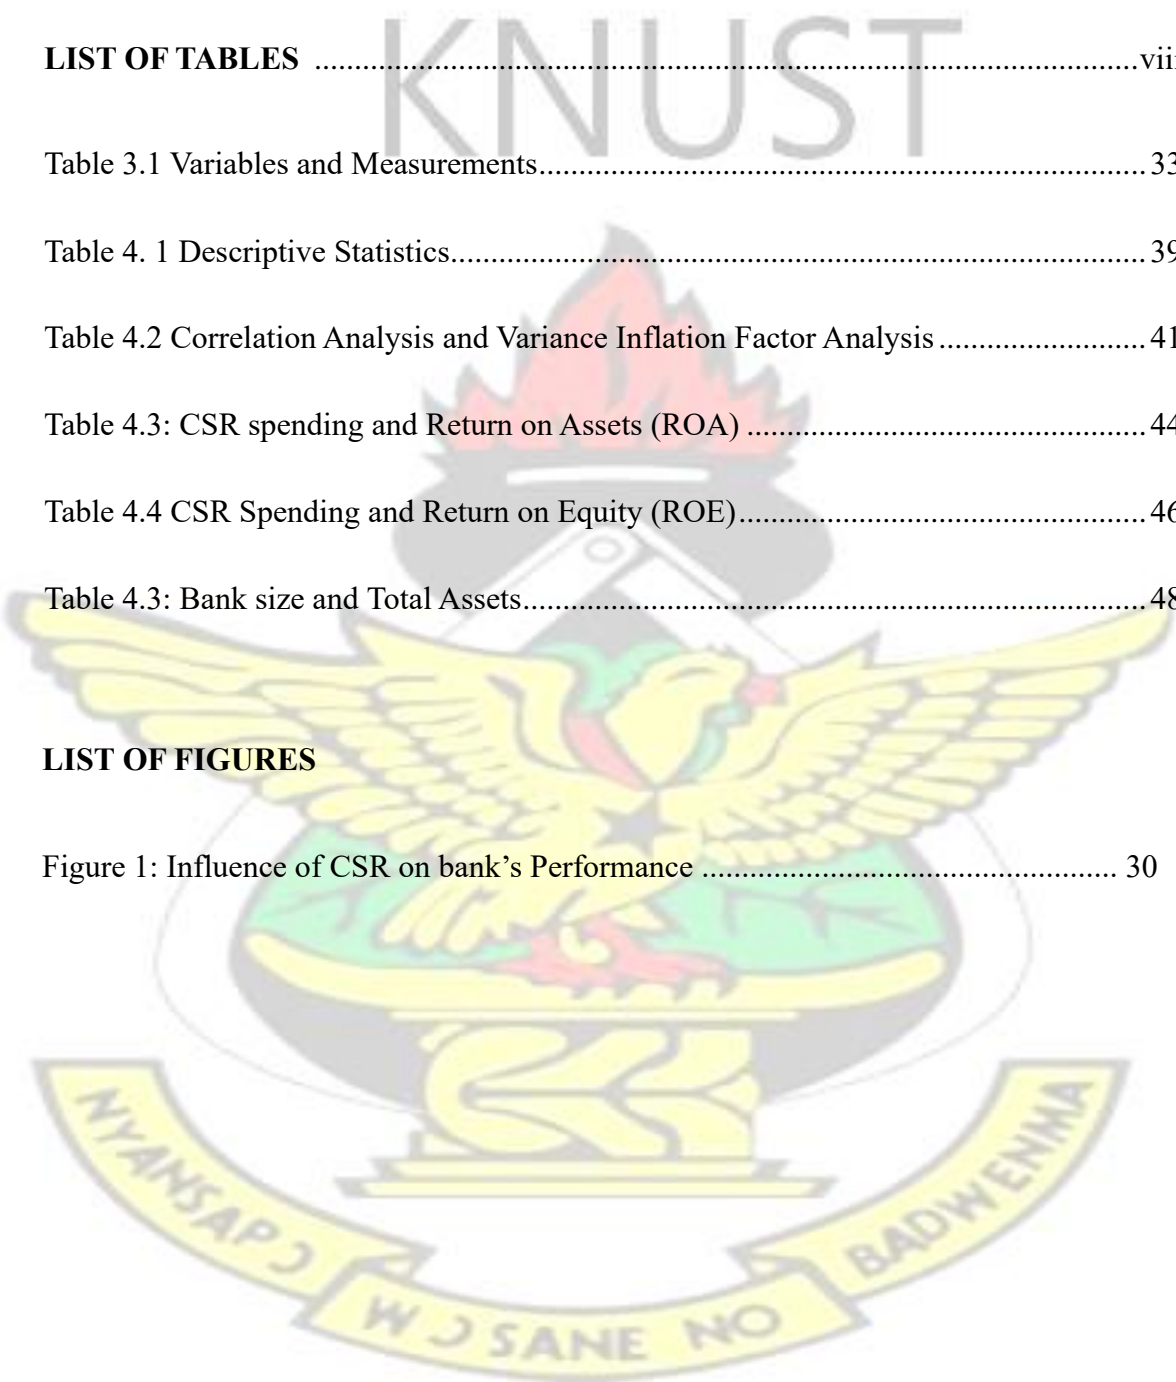 KNUST
LIST OF TABLES ........................................................................................................viii
Table 3.1 Variables and Measurements............................................................................ 33
Table 4. 1 Descriptive Statistics....................................................................................... 39
Table 4.2 Correlation Analysis and Variance Inflation Factor Analysis .......................... 41
Table 4.3: CSR spending and Return on Assets (ROA) .................................................. 44
Table 4.4 CSR Spending and Return on Equity (ROE)................................................... 46
Table 4.3: Bank size and Total Assets.............................................................................. 48
LIST OF FIGURES
Figure 1: Influence of CSR on bank’s Performance .................................................... 30
NYANSAPƆ
WƆSANE NO
BADWENMA